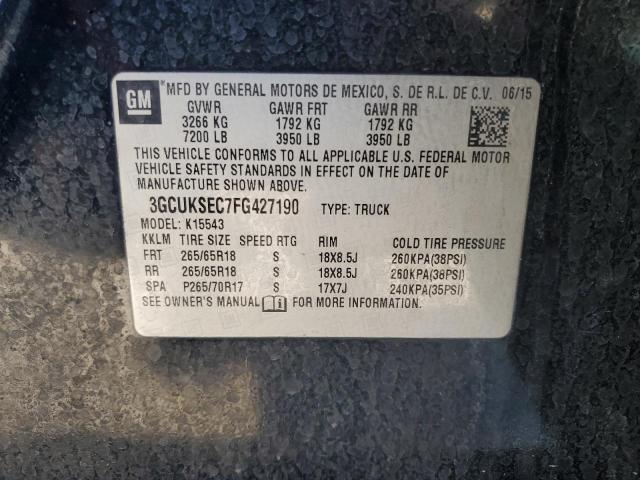 GM
*MFD BY GENERAL MOTORS DE MEXICO, S. DE R.L. DE C.V. 06/15
GVWR GAWR FRT GAWR RR
3266 KG 1792 KG 1792 KG
7200 LB 3950 LB 3950 LB
THIS VEHICLE CONFORMS TO ALL APPLICABLE U.S. FEDERAL MOTOR
VEHICLE SAFETY STANDARDS IN EFFECT ON THE DATE OF
MANUFACTURE SHOWN ABOVE.
3GCUKSEC7FG427190 TYPE: TRUCK
MODEL: K15543
KKLM TIRE SIZE SPEED RTG RIM COLD TIRE PRESSURE
FRT 265/65R18 S 18X8.5J 260KPA(38PSI)
RR 265/65R18 S 18X8.5J 260KPA(38PSI)
SPA P265/70R17 S 17X7J 240KPA(35PSI)
SEE OWNER'S MANUAL FOR MORE INFORMATION.